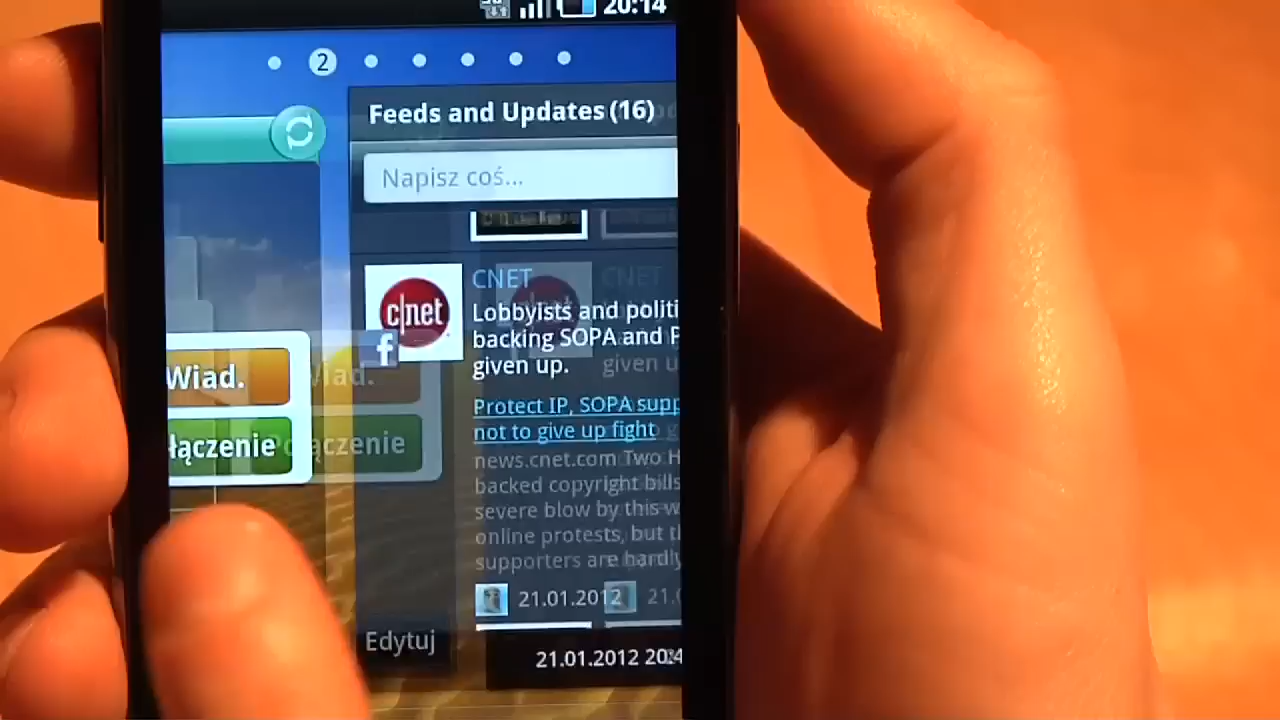 20:14
2
Feeds and Updates (16)
Napisz coś...
CNET
c|net
Lobbyists and politi
backing SOPA and P
given up.
f
Wiad.
Protect IP, SOPA supp
not to give up fight
łączenie
news.cnet.com Two H
backed copyright bills
severe blow by this w
online protests, but th
supporters are hardly
21.01.2012
Edytuj
21.01.2012 20: